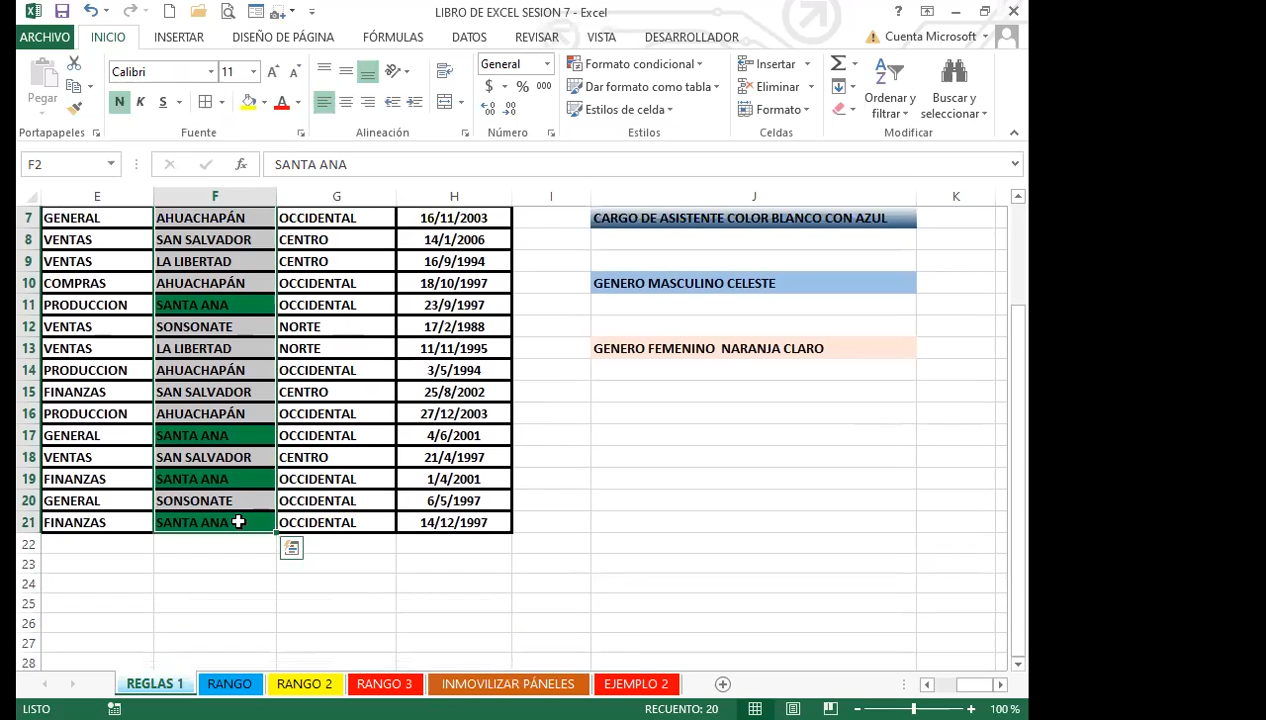 LIBRO DE EXCEL SESION 7 - Excel
ARCHIVO INICIO INSERTAR DISEÑO DE PÁGINA FÓRMULAS DATOS REVISAR VISTA DESARROLLADOR Cuenta Microsoft
Pegar
Calibri 11
N K S
General
$ % 000
Formato condicional
Dar formato como tabla
Estilos de celda
Insertar
Eliminar
Formato
Ordenar y filtrar
Buscar y seleccionar
Portapapeles Fuente Alineación Número Estilos Celdas Modificar
F2 fx SANTA ANA
E F G H I J K
7 GENERAL AHUACHAPÁN OCCIDENTAL 16/11/2003 CARGO DE ASISTENTE COLOR BLANCO CON AZUL
8 VENTAS SAN SALVADOR CENTRO 14/1/2006
9 VENTAS LA LIBERTAD CENTRO 16/9/1994
10 COMPRAS AHUACHAPÁN OCCIDENTAL 18/10/1997 GENERO MASCULINO CELESTE
11 PRODUCCION SANTA ANA OCCIDENTAL 23/9/1997
12 VENTAS SONSONATE NORTE 17/2/1988
13 VENTAS LA LIBERTAD NORTE 11/11/1995 GENERO FEMENINO NARANJA CLARO
14 PRODUCCION AHUACHAPÁN OCCIDENTAL 3/5/1994
15 FINANZAS SAN SALVADOR CENTRO 25/8/2002
16 PRODUCCION AHUACHAPÁN OCCIDENTAL 27/12/2003
17 GENERAL SANTA ANA OCCIDENTAL 4/6/2001
18 VENTAS SAN SALVADOR CENTRO 21/4/1997
19 FINANZAS SANTA ANA OCCIDENTAL 1/4/2001
20 GENERAL SONSONATE OCCIDENTAL 6/5/1997
21 FINANZAS SANTA ANA OCCIDENTAL 14/12/1997
22
23
24
25
26
27
28
REGLAS 1 RANGO RANGO 2 RANGO 3 INMOVILIZAR PÁNELES EJEMPLO 2
LISTO RECUENTO: 20 100 %